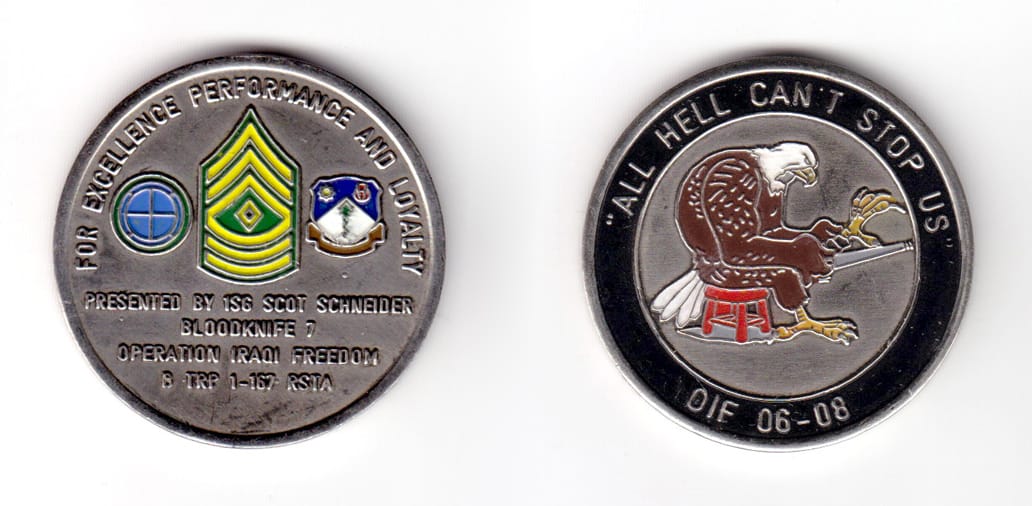 FOR EXCELLENCE PERFORMANCE AND LOYALTY
PRESENTED BY 1SG SCOT SCHNEIDER
BLOODKNIFE 7
OPERATION IRAQI FREEDOM
B TRP 1-167 RSTA
"ALL HELL CAN'T STOP US"
OIF 06-08